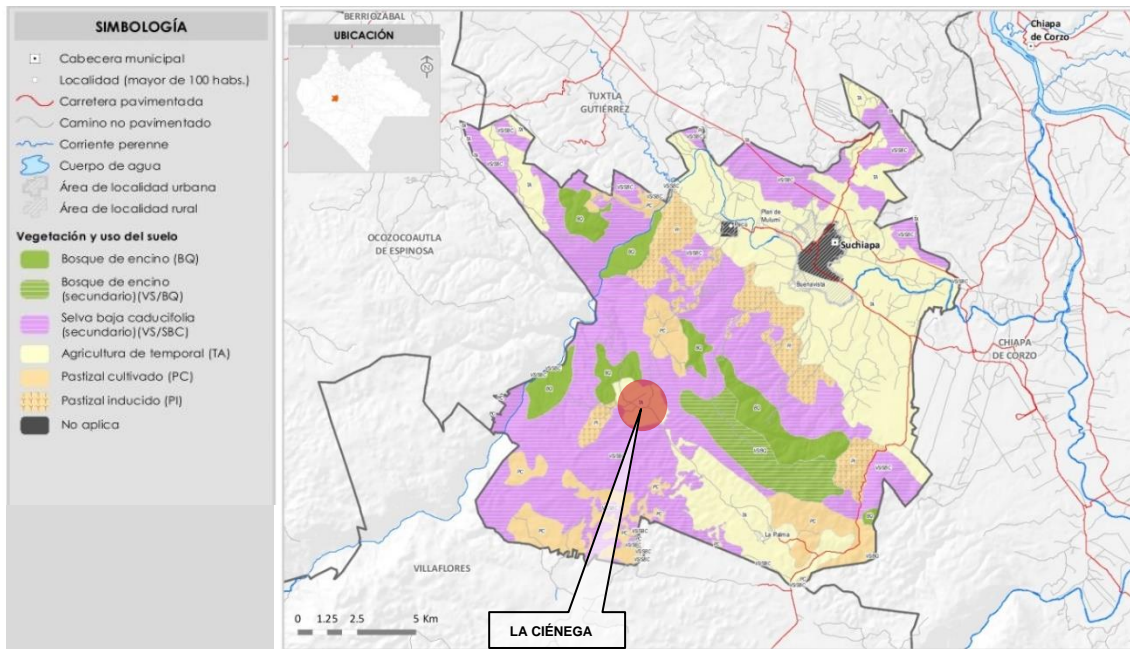 SIMBOLOGÍA
Cabecera municipal
Localidad (mayor de 100 habs.)
Carretera pavimentada
Camino no pavimentado
Corriente perenne
Cuerpo de agua
Área de localidad urbana
Área de localidad rural
Vegetación y uso del suelo
Bosque de encino (BQ)
Bosque de encino
(secundario)(VS/BQ)
Selva baja caducifolia
(secundario)(VS/SBC)
Agricultura de temporal (TA)
Pastizal cultivado (PC)
Pastizal inducido (PI)
No aplica
BERRIOZÁBAL
UBICACIÓN
N
Chiapa
de Corzo
TUXTLA
GUTIÉRREZ
OCOZOCOAUTLA
DE ESPINOSA
Suchiapa
Buenavista
CHIAPA
DE CORZO
La Palma
VILLAFLORES
0 1.25 2.5 5 Km
LA CIÉNEGA